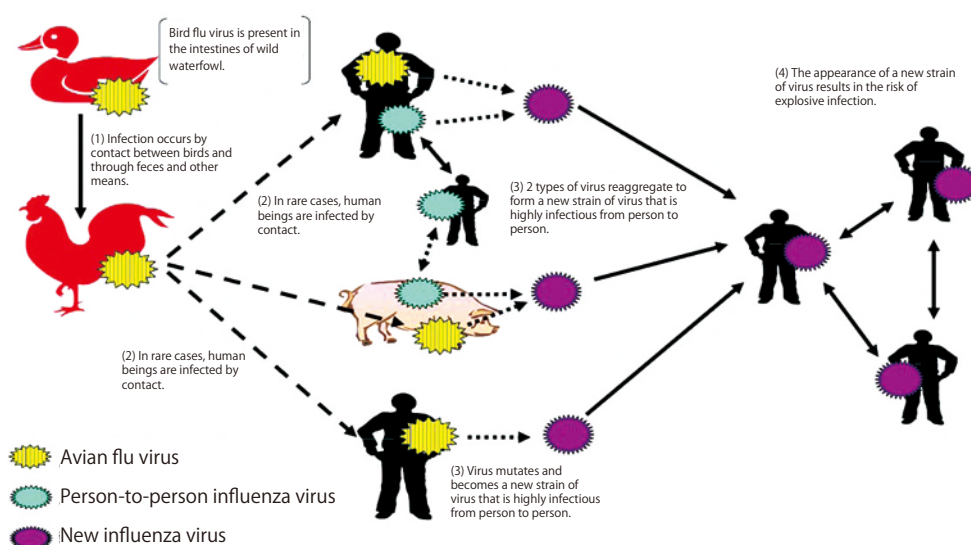 Bird flu virus is present in
the intestines of wild
waterfowl.
(1) Infection occurs by
contact between birds and
through feces and other
means.
(2) In rare cases, human
beings are infected by
contact.
(3) 2 types of virus reaggregate to
form a new strain of virus that is
highly infectious from person to
person.
(4) The appearance of a new strain
of virus results in the risk of
explosive infection.
(2) In rare cases, human
beings are infected by
contact.
(3) Virus mutates and
becomes a new strain of
virus that is highly infectious
from person to person.
Avian flu virus
Person-to-person influenza virus
New influenza virus